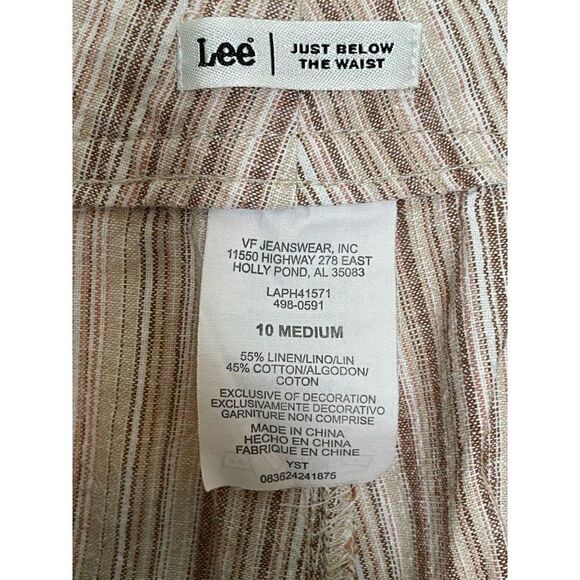 Lee
JUST BELOW
THE WAIST
VF JEANSWEAR, INC
11550 HIGHWAY 278 EAST
HOLLY POND, AL 35083
LAPH41571
498-0591
10 MEDIUM
55% LINEN/LINO/LIN
45% COTTON/ALGODON/
COTON
EXCLUSIVE OF DECORATION
EXCLUSIVAMENTE DECORATIVO
GARNITURE NON COMPRISE
MADE IN CHINA
HECHO EN CHINA
FABRIQUE EN CHINE
YST
083624241875